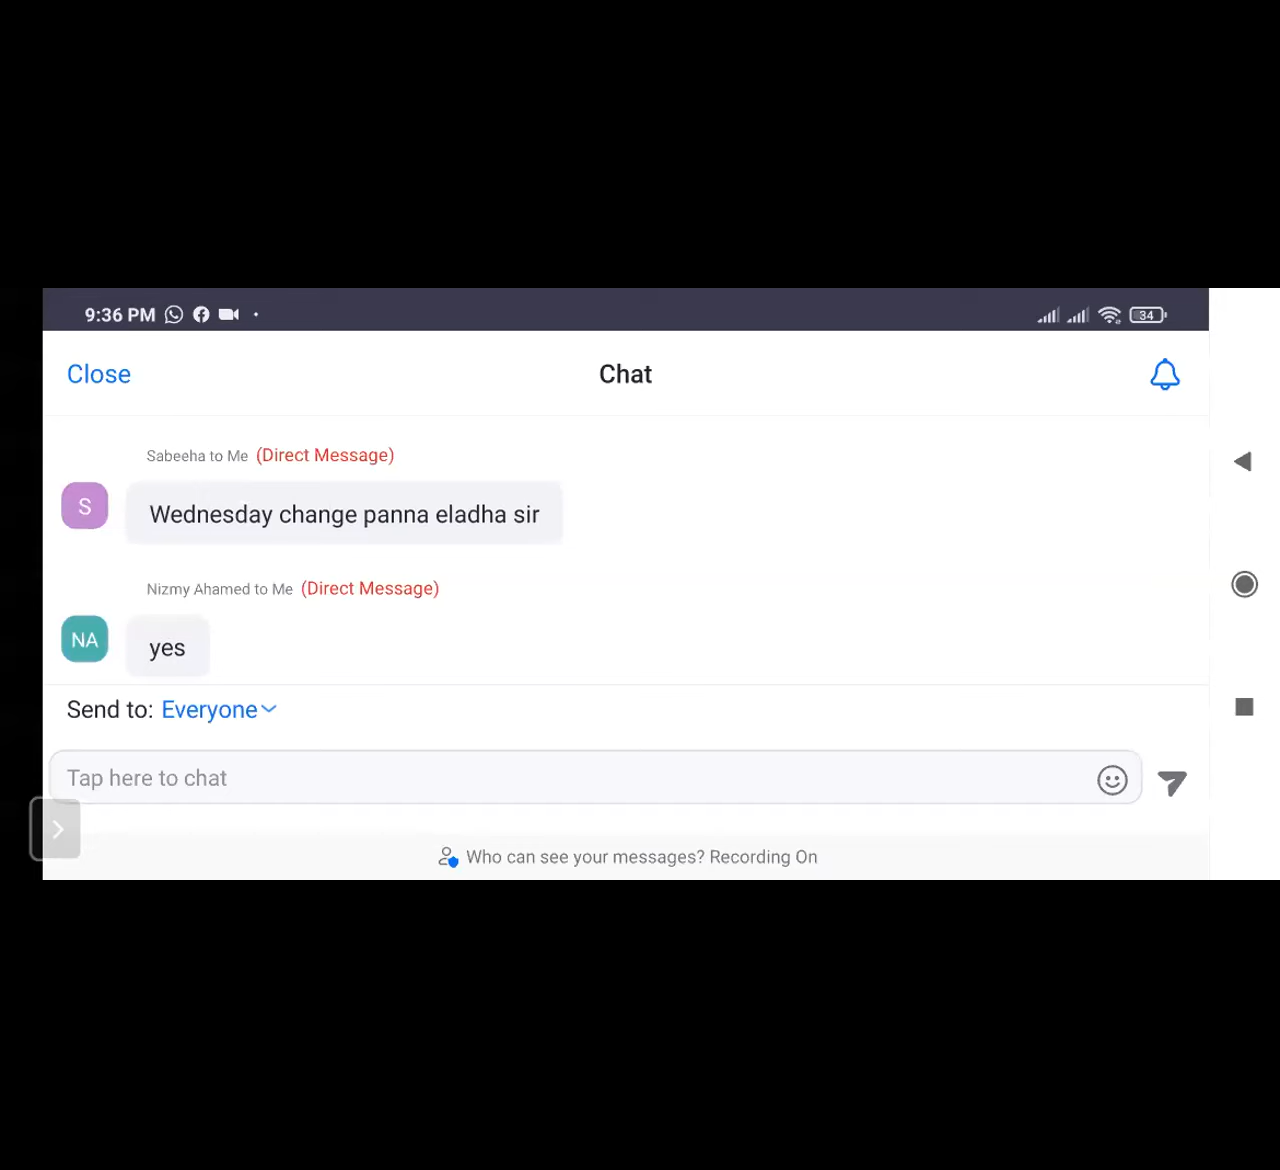 9:36 PM
34
Close
Chat
Sabeeha to Me (Direct Message)
S
Wednesday change panna eladha sir
Nizmy Ahamed to Me (Direct Message)
NA
yes
Send to: Everyone
Tap here to chat
Who can see your messages? Recording On